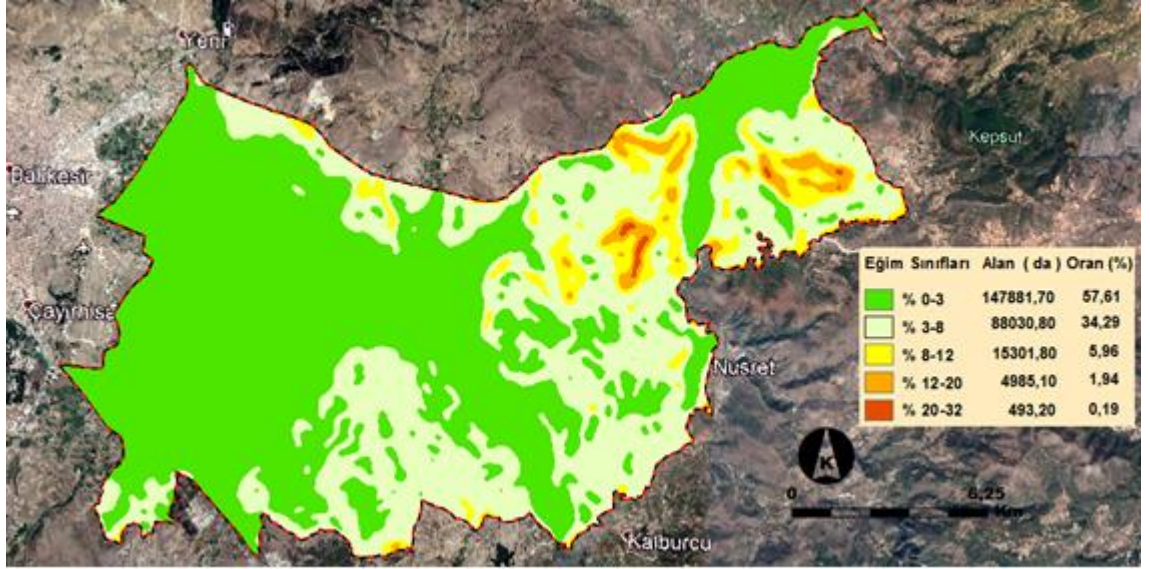 Balıkesir
Kepsut
Eğim Sınıfları Alan ( da ) Oran (%)
% 0-3 147881,70 57,61
% 3-8 88030,80 34,29
% 8-12 15301,80 5,96
% 12-20 4985,10 1,94
% 20-32 493,20 0,19
Nusret
K
0 6,25
Km
Kalburcu